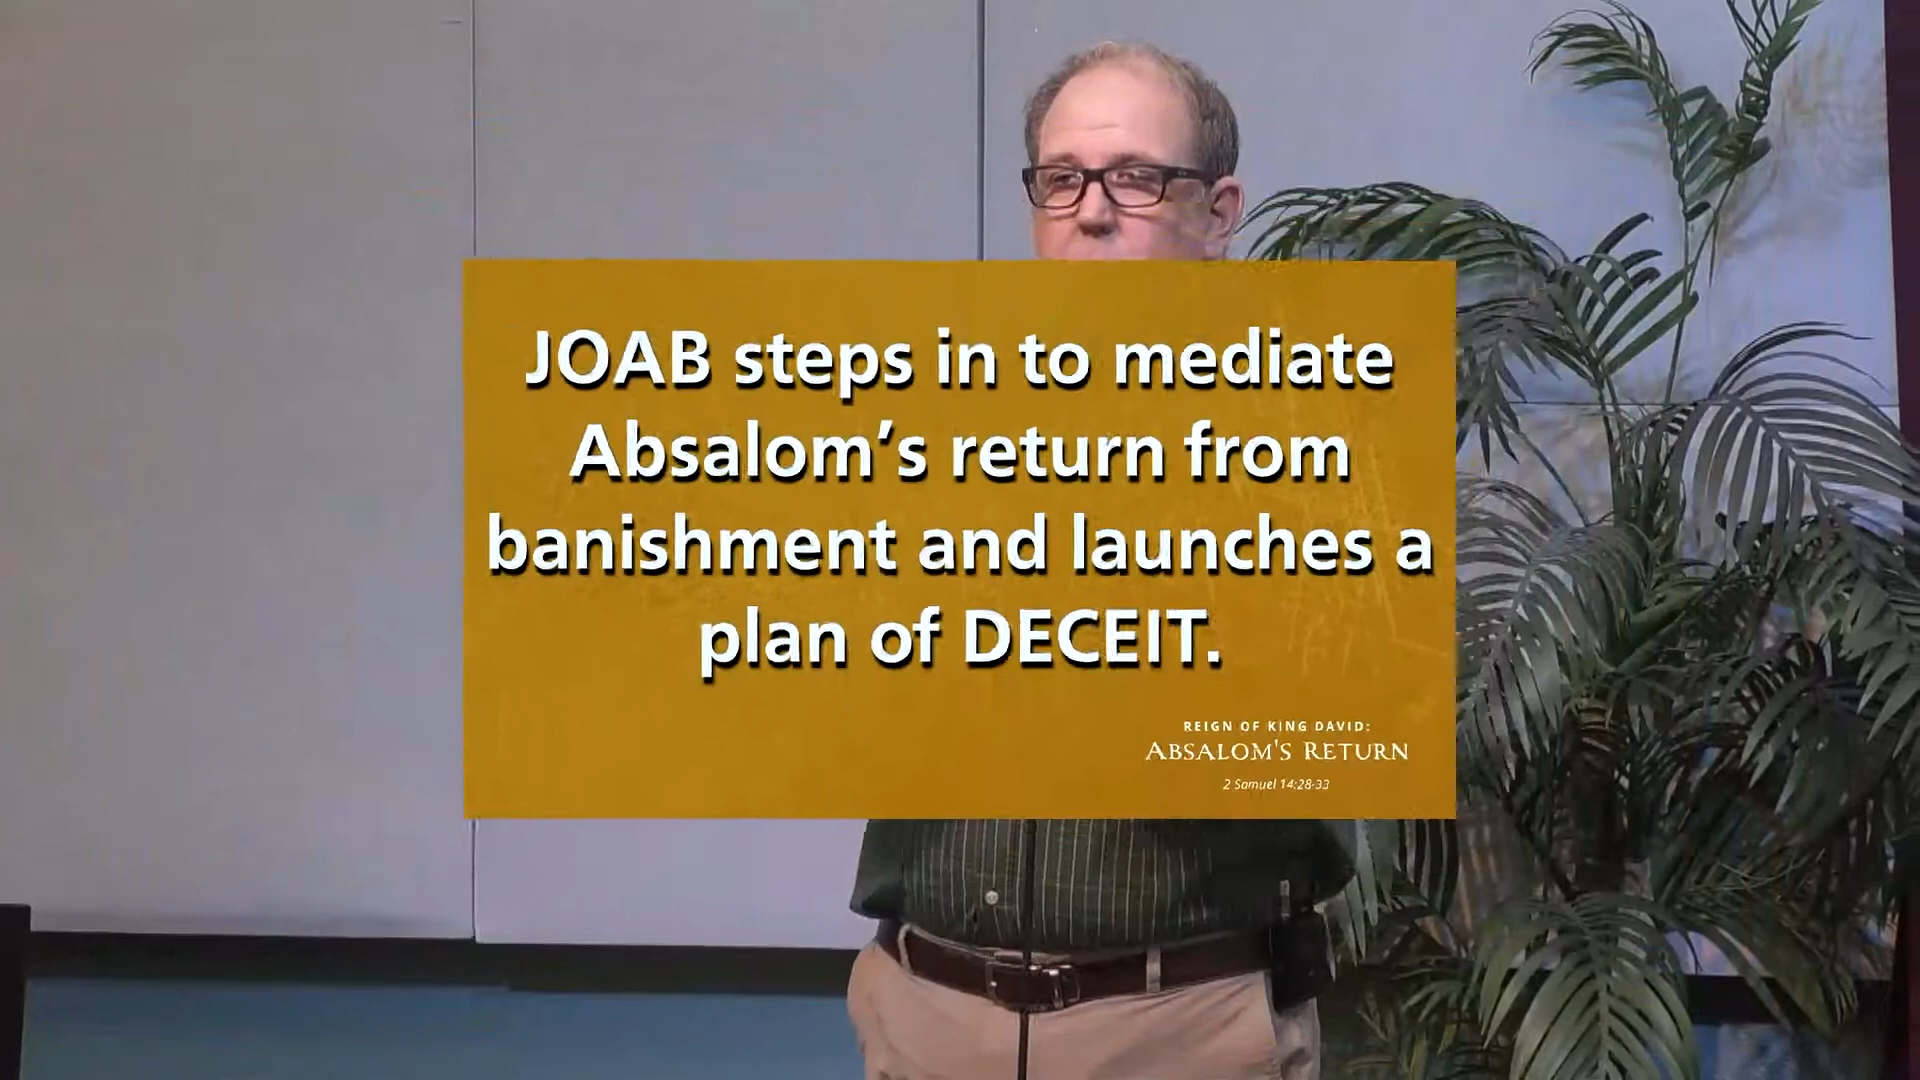 JOAB steps in to mediate
Absalom’s return from
banishment and launches a
plan of DECEIT.
REIGN OF KING DAVID:
ABSALOM'S RETURN
2 Samuel 14:28-33